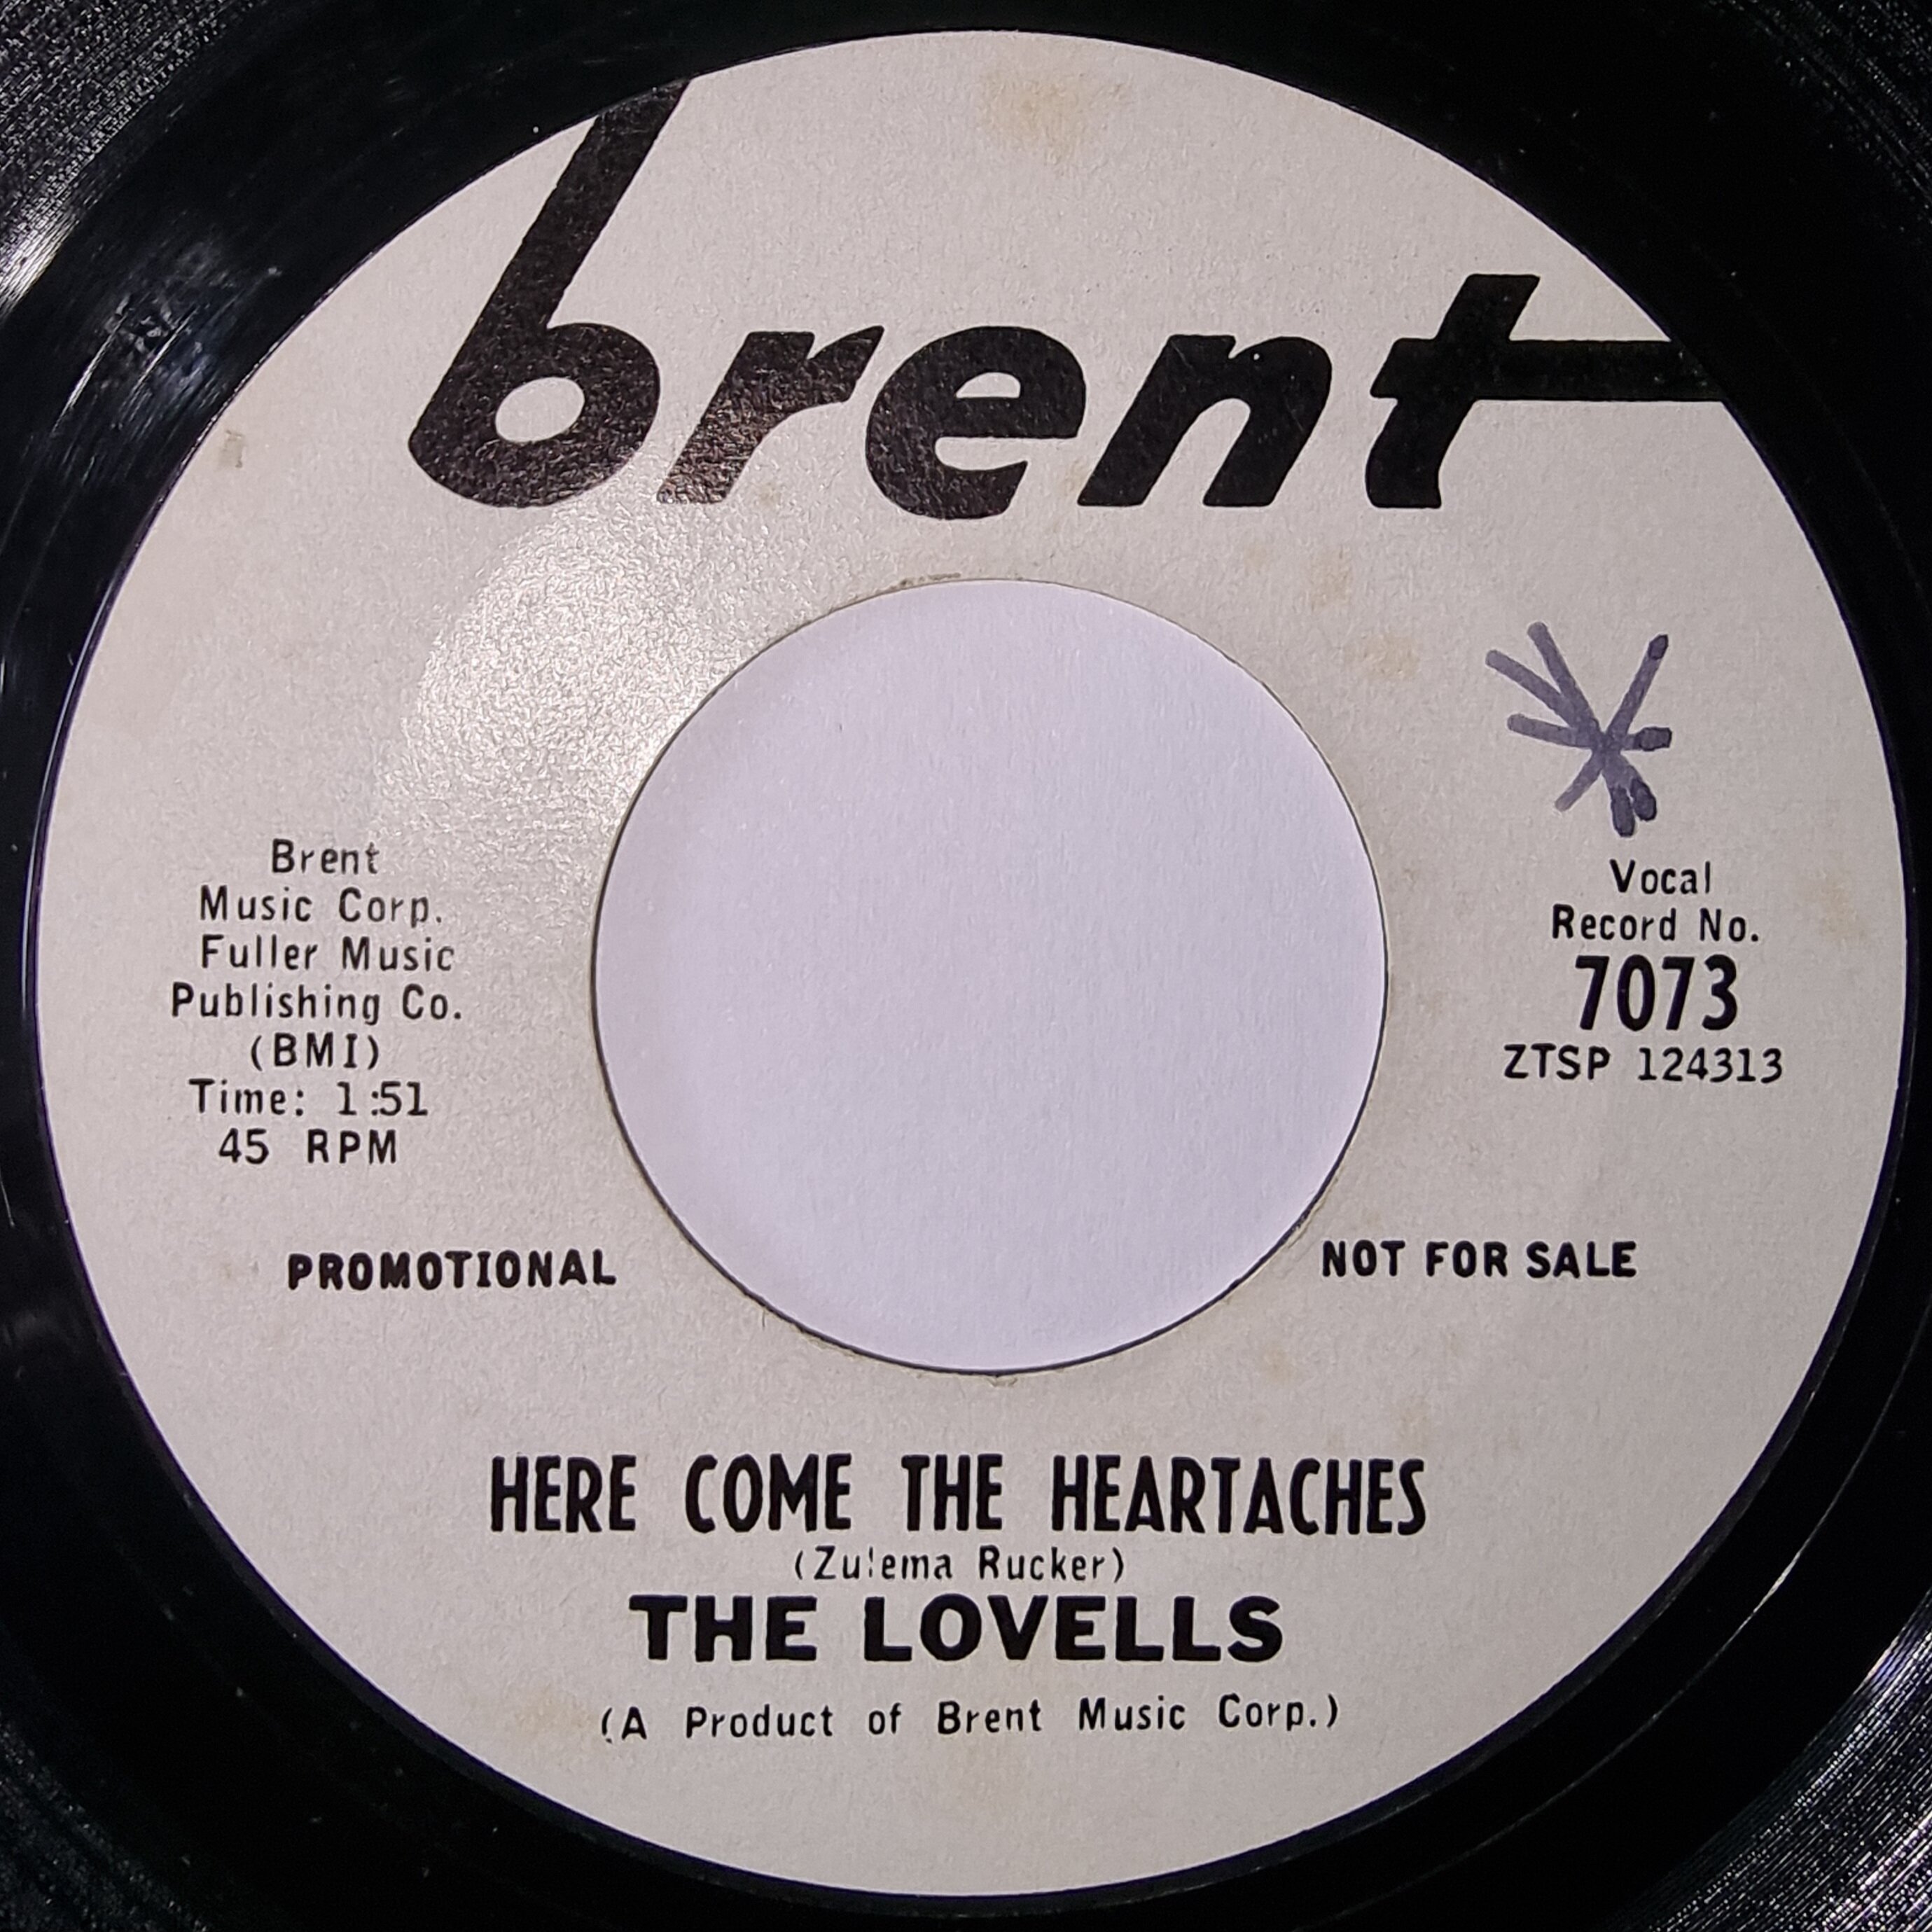 brent
Brent
Music Corp.
Fuller Music
Publishing Co.
(BMI)
Time: 1:51
45 RPM
Vocal
Record No.
7073
ZTSP 124313
PROMOTIONAL
NOT FOR SALE
HERE COME THE HEARTACHES
(Zulema Rucker)
THE LOVELLS
(A Product of Brent Music Corp.)